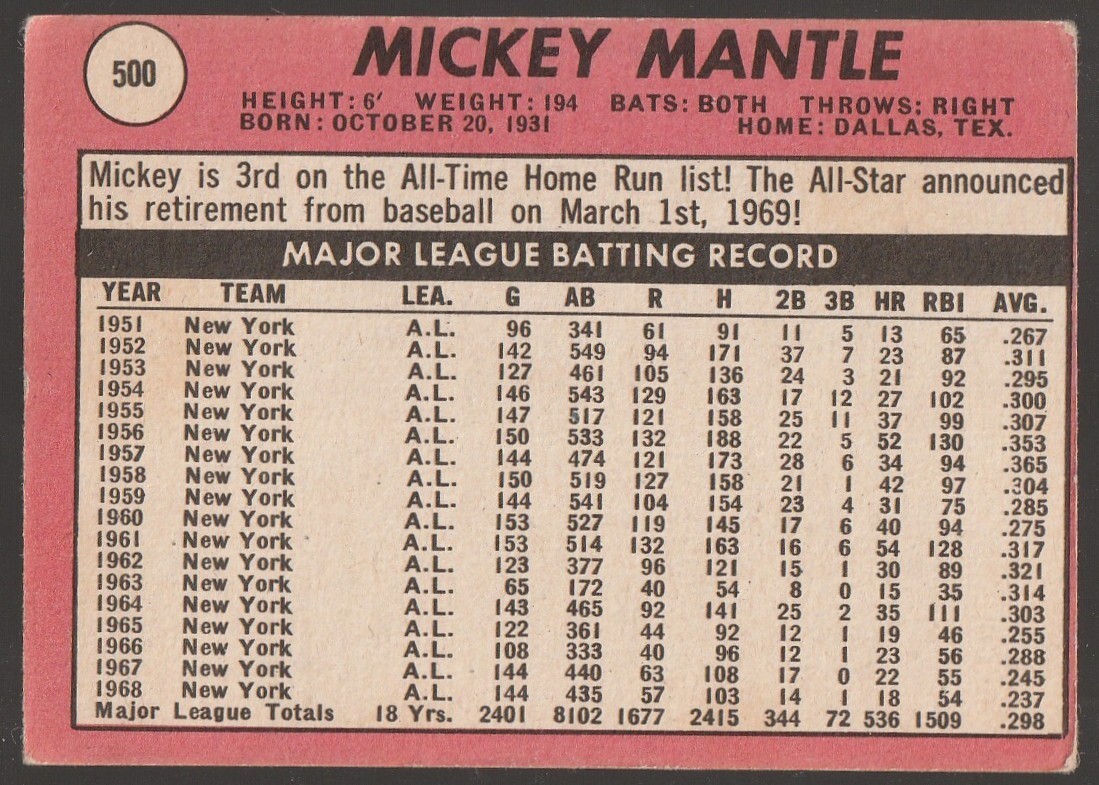 500
MICKEY MANTLE
HEIGHT: 6' WEIGHT: 194 BATS: BOTH THROWS: RIGHT
BORN: OCTOBER 20, 1931 HOME: DALLAS, TEX.
Mickey is 3rd on the All-Time Home Run list! The All-Star announced
his retirement from baseball on March 1st, 1969!
MAJOR LEAGUE BATTING RECORD
YEAR TEAM LEA. G AB R H 2B 3B HR RBI AVG.
1951 New York A.L. 96 341 61 91 11 5 13 65 .267
1952 New York A.L. 142 549 94 171 37 7 23 87 .311
1953 New York A.L. 127 461 105 136 24 3 21 92 .295
1954 New York A.L. 146 543 129 163 17 12 27 102 .300
1955 New York A.L. 147 517 121 158 25 11 37 99 .307
1956 New York A.L. 150 533 132 188 22 5 52 130 .353
1957 New York A.L. 144 474 121 173 28 6 34 94 .365
1958 New York A.L. 150 519 127 158 21 1 42 97 .304
1959 New York A.L. 144 541 104 154 23 4 31 75 .285
1960 New York A.L. 153 527 119 145 17 6 40 94 .275
1961 New York A.L. 153 514 132 163 16 6 54 128 .317
1962 New York A.L. 123 377 96 121 15 1 30 89 .321
1963 New York A.L. 65 172 40 54 8 0 15 35 .314
1964 New York A.L. 143 465 92 141 25 2 35 111 .303
1965 New York A.L. 122 361 44 92 12 1 19 46 .255
1966 New York A.L. 108 333 40 96 12 1 23 56 .288
1967 New York A.L. 144 440 63 108 17 0 22 55 .245
1968 New York A.L. 144 435 57 103 14 1 18 54 .237
Major League Totals 18 Yrs. 2401 8102 1677 2415 344 72 536 1509 .298